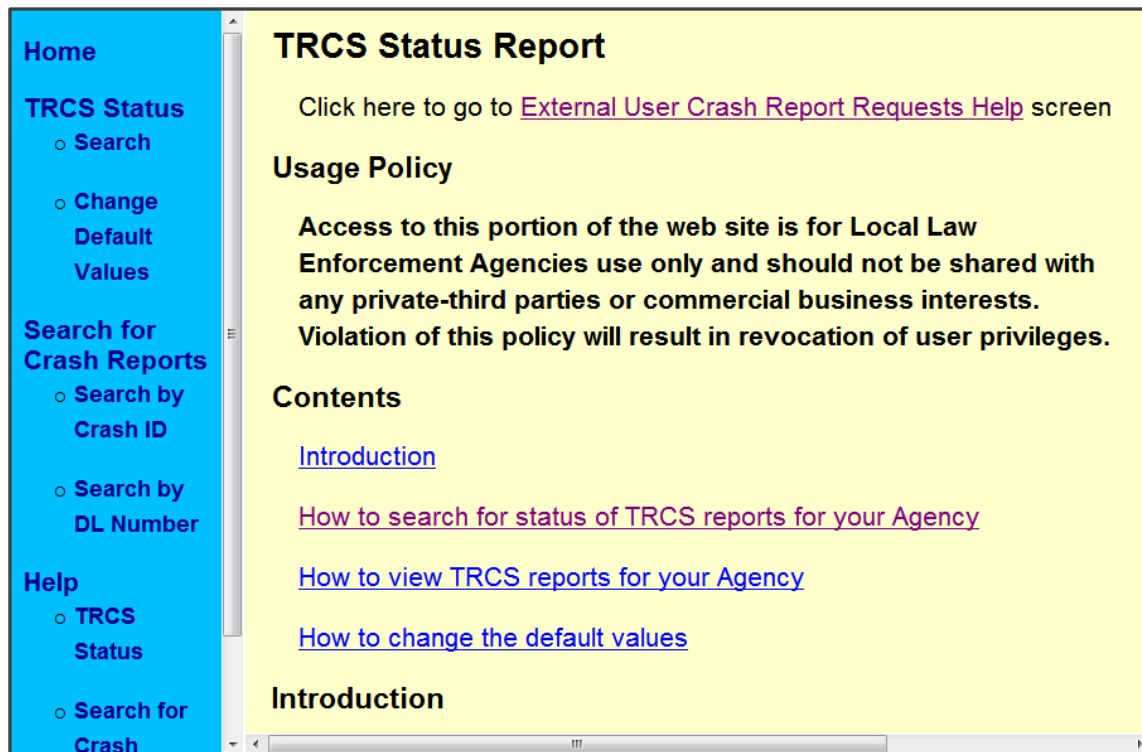 Home
TRCS Status
Search
Change
Default
Values
Search for
Crash Reports
Search by
Crash ID
Search by
DL Number
Help
TRCS
Status
Search for
Crash
TRCS Status Report
Click here to go to External User Crash Report Requests Help screen
Usage Policy
Access to this portion of the web site is for Local Law
Enforcement Agencies use only and should not be shared with
any private-third parties or commercial business interests.
Violation of this policy will result in revocation of user privileges.
Contents
Introduction
How to search for status of TRCS reports for your Agency
How to view TRCS reports for your Agency
How to change the default values
Introduction